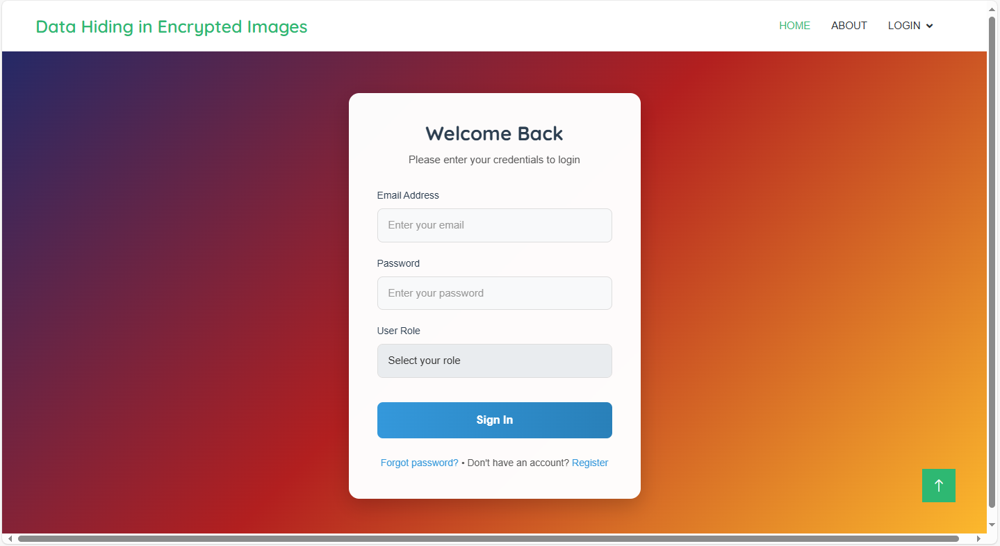 Data Hiding in Encrypted Images
HOME ABOUT LOGIN
Welcome Back
Please enter your credentials to login
Email Address
Enter your email
Password
Enter your password
User Role
Select your role
Sign In
Forgot password? • Don't have an account? Register